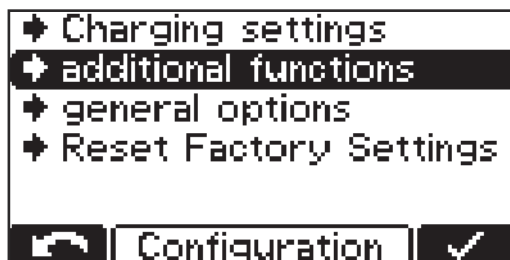 Charging settings
additional functions
general options
Reset Factory Settings
Configuration